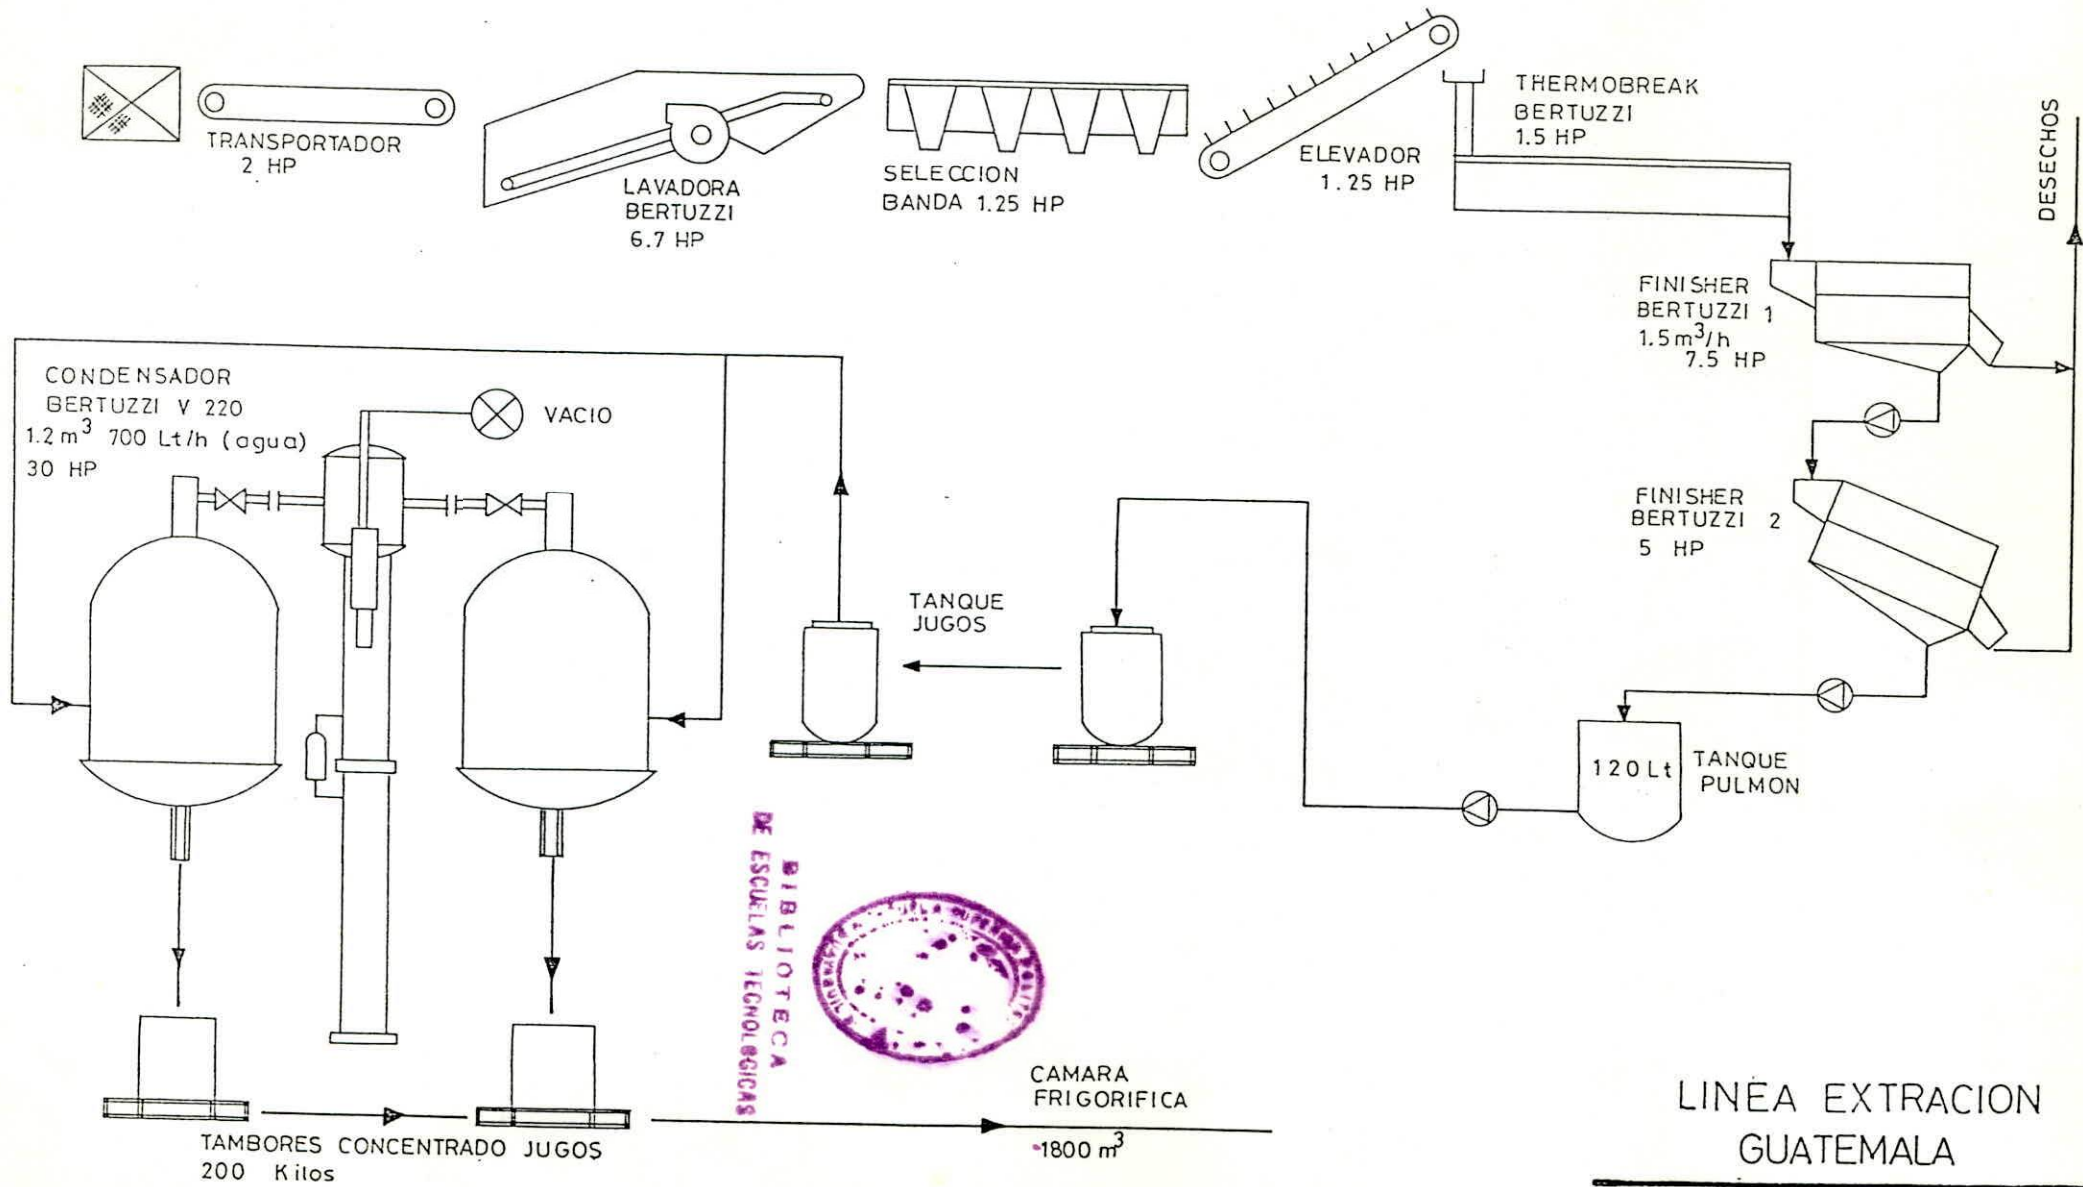 TRANSPORTADOR
2 HP
LAVADORA
BERTUZZI
6.7 HP
SELECCION
BANDA 1.25 HP
ELEVADOR
1.25 HP
THERMOBREAK
BERTUZZI
1.5 HP
DESECHOS
FINISHER
BERTUZZI 1
1.5 m³/h
7.5 HP
CONDENSADOR
BERTUZZI V 220
1.2 m³ 700 Lt/h (agua)
30 HP
VACIO
FINISHER
BERTUZZI 2
5 HP
TANQUE
JUGOS
120 Lt
TANQUE
PULMON
BIBLIOTECA
DE ESCUELAS TECNOLOGICAS
CAMARA
FRIGORIFICA
1800 m³
TAMBORES CONCENTRADO JUGOS
200 Kilos
LINEA EXTRACION
GUATEMALA